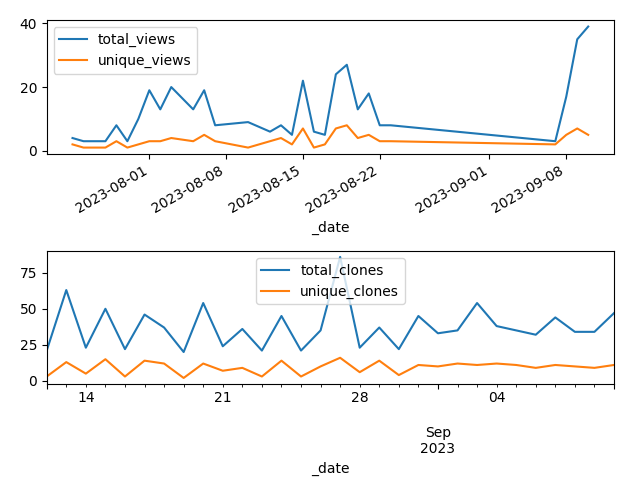 40
20
0
total_views
unique_views
2023-08-01
2023-08-08
2023-08-15
2023-08-22
2023-09-01
2023-09-08
_date
75
50
25
0
total_clones
unique_clones
14
21
28
04
Sep
2023
_date